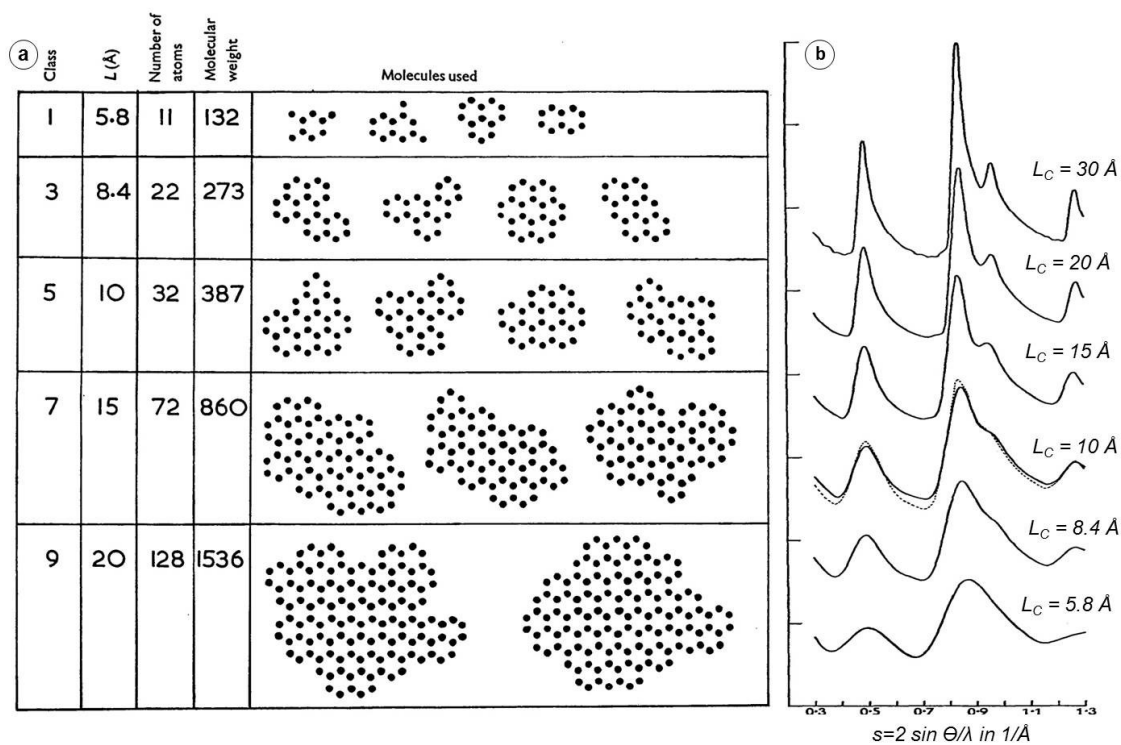 a
Class
L (Å)
Number of atoms
Molecular weight
Molecules used
1 5.8 11 132
3 8.4 22 273
5 10 32 387
7 15 72 860
9 20 128 1536
b
L_C = 30 Å
L_C = 20 Å
L_C = 15 Å
L_C = 10 Å
L_C = 8.4 Å
L_C = 5.8 Å
0.3 0.5 0.7 0.9 1.1 1.3
s=2 sin Θ/λ in 1/Å